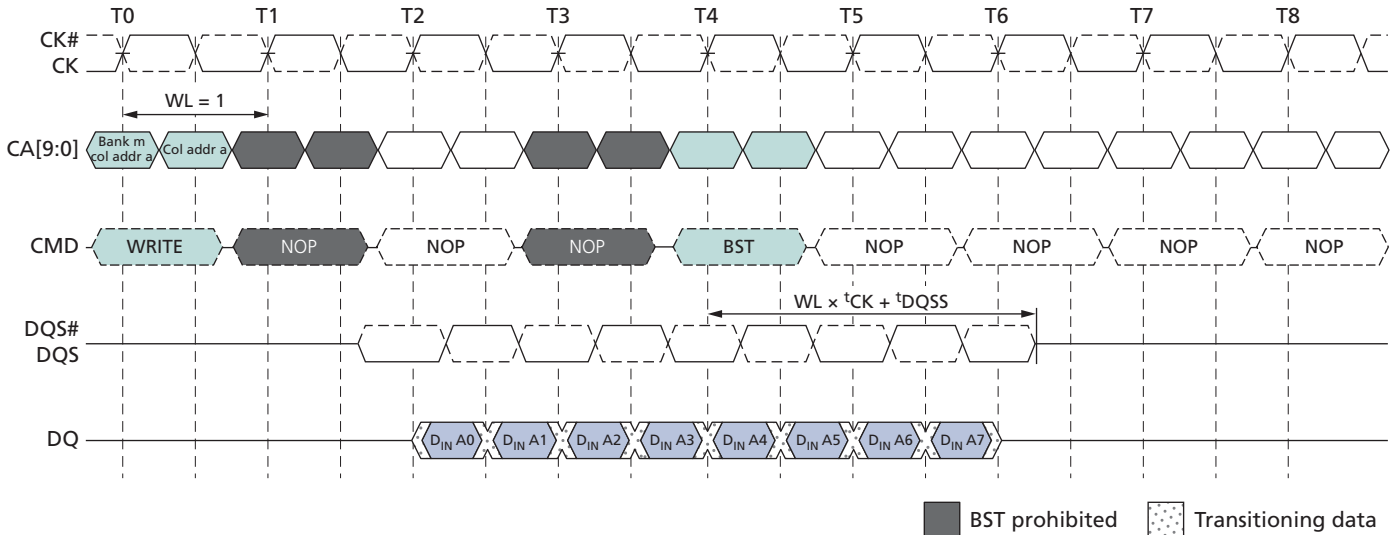 T0 T1 T2 T3 T4 T5 T6 T7 T8
CK#
CK
WL = 1
CA[9:0]
Bank m
col addr a
Col addr a
CMD
WRITE NOP NOP NOP BST NOP NOP NOP NOP
WL × tCK + tDQSS
DQS#
DQS
DQ
DIN A0 DIN A1 DIN A2 DIN A3 DIN A4 DIN A5 DIN A6 DIN A7
BST prohibited
Transitioning data